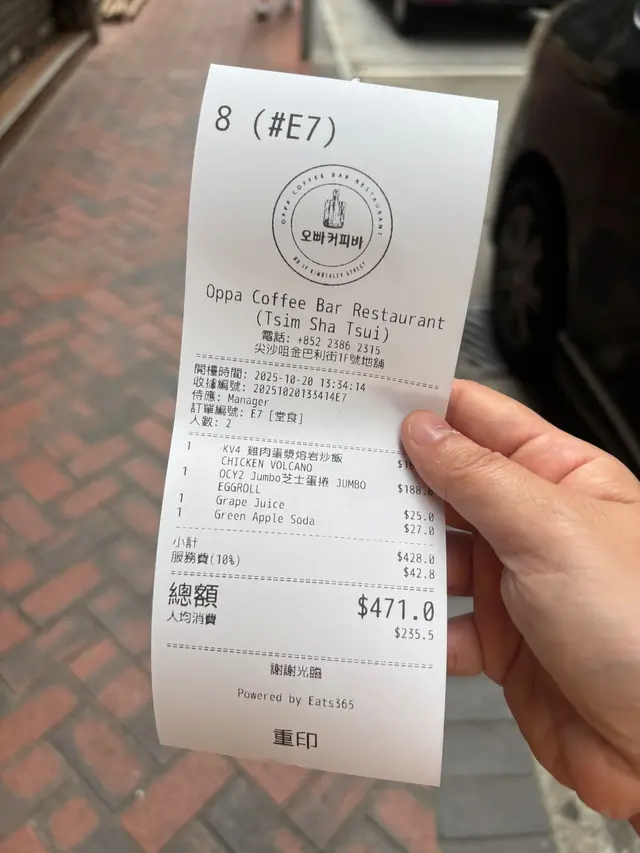 8 (#E7)
OPPA COFFEE BAR RESTAURANT
오빠커피바
KIMBERLEY STREET
Oppa Coffee Bar Restaurant
(Tsim Sha Tsui)
電話: +852 2386 2315
尖沙咀金巴利街1F號地舖
開檯時間: 2025-10-20 13:34:14
收據編號: 20251020133414E7
侍應: Manager
訂單編號: E7 [堂食]
人數: 2
1 KV4 雞肉蛋漿熔岩炒飯
CHICKEN VOLCANO
1 OCY2 Jumbo芝士蛋捲 JUMBO $188.0
EGGROLL
1 Grape Juice $25.0
1 Green Apple Soda $27.0
小計 $428.0
服務費(10%) $42.8
總額 $471.0
人均消費 $235.5
謝謝光臨
Powered by Eats365
重印